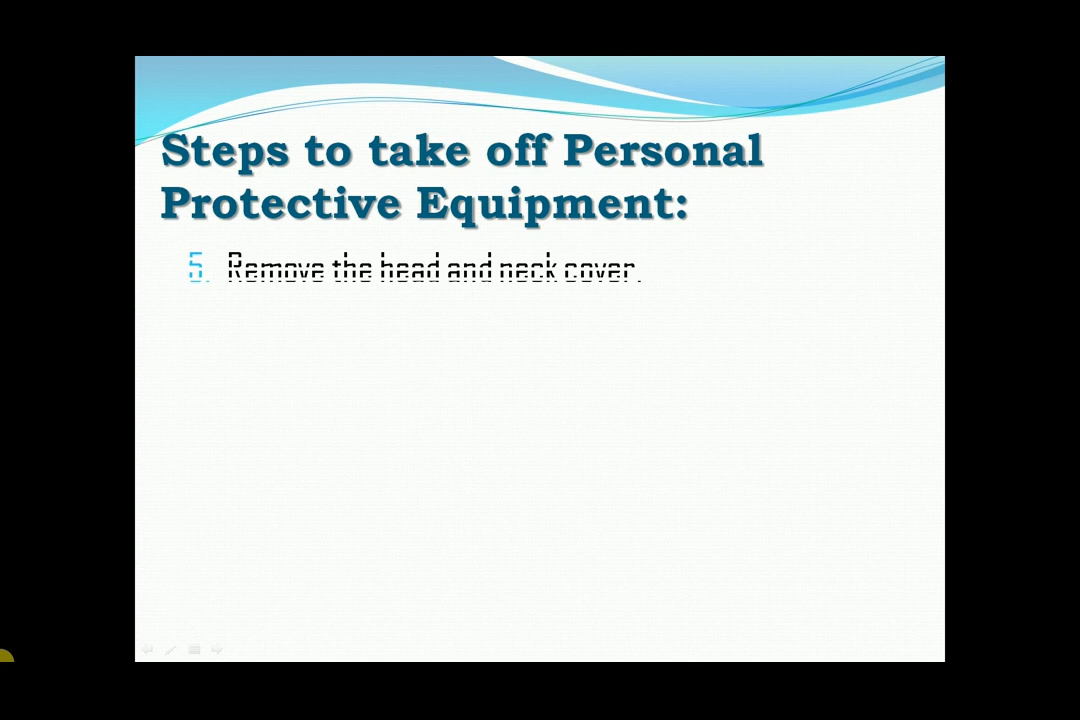 Steps to take off Personal
Protective Equipment:
5. Remove the head and neck cover.